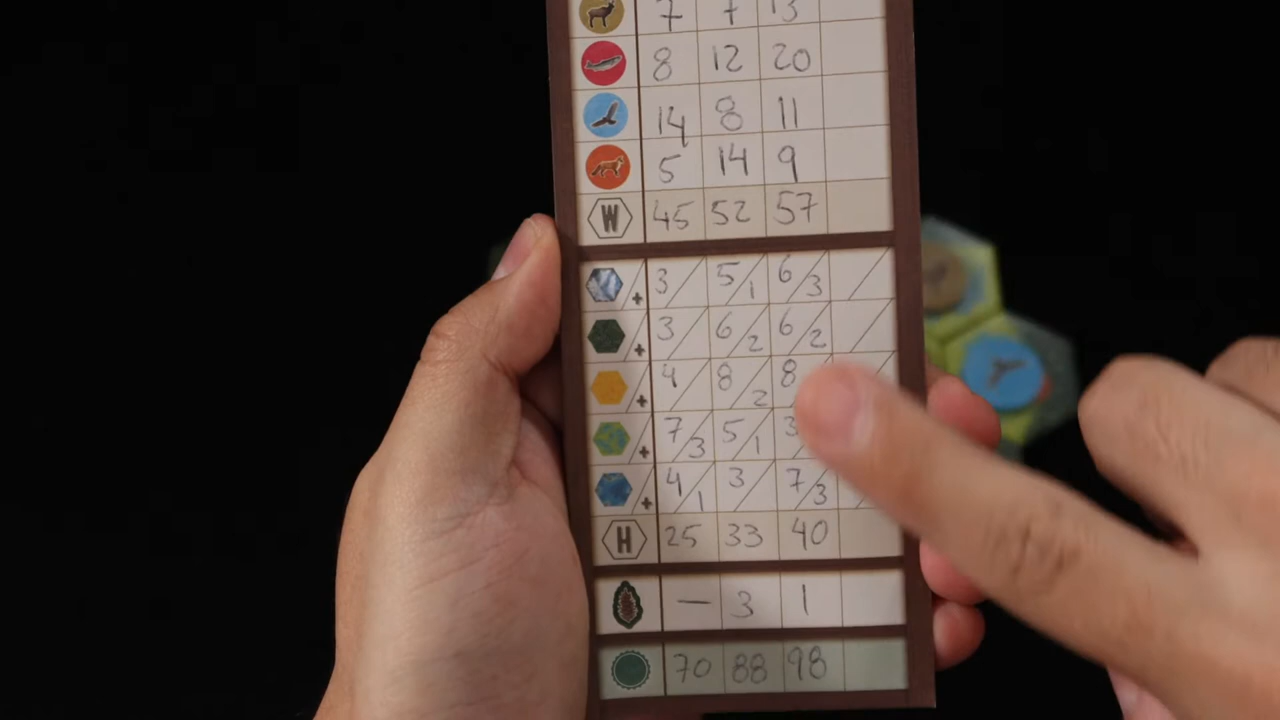 7 7 13
8 12 20
14 8 11
5 14 9
W 45 52 57
+ 3/ 5/1 6/3 /
+ 3/ 6/2 6/2 /
+ 4/ 8/2 8
+ 7/3 5/1 3
+ 4/1 3/ 7/3
H 25 33 40
— 3 1
70 88 98